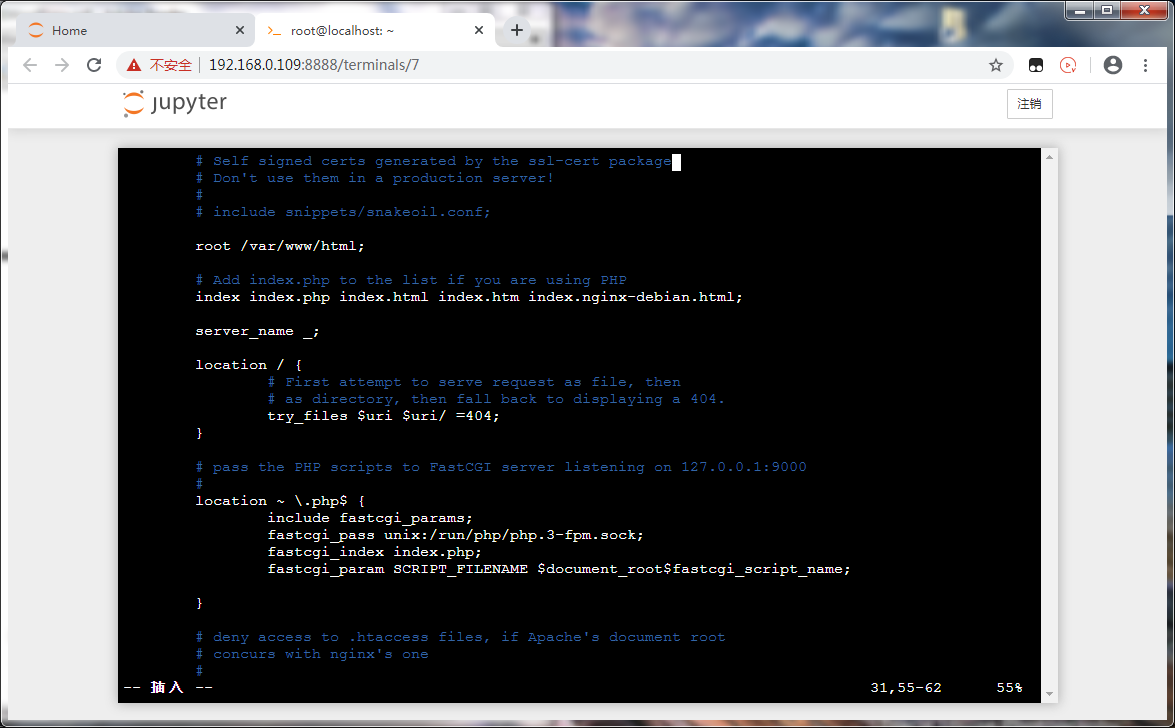 Home
root@localhost: ~
不安全 | 192.168.0.109:8888/terminals/7
jupyter
注销
# Self signed certs generated by the ssl-cert package
# Don't use them in a production server!
#
# include snippets/snakeoil.conf;
root /var/www/html;
# Add index.php to the list if you are using PHP
index index.php index.html index.htm index.nginx-debian.html;
server_name _;
location / {
# First attempt to serve request as file, then
# as directory, then fall back to displaying a 404.
try_files $uri $uri/ =404;
}
# pass the PHP scripts to FastCGI server listening on 127.0.0.1:9000
#
location ~ \.php$ {
include fastcgi_params;
fastcgi_pass unix:/run/php/php.3-fpm.sock;
fastcgi_index index.php;
fastcgi_param SCRIPT_FILENAME $document_root$fastcgi_script_name;
}
# deny access to .htaccess files, if Apache's document root
# concurs with nginx's one
#
-- 插入 -- 31,55-62 55%